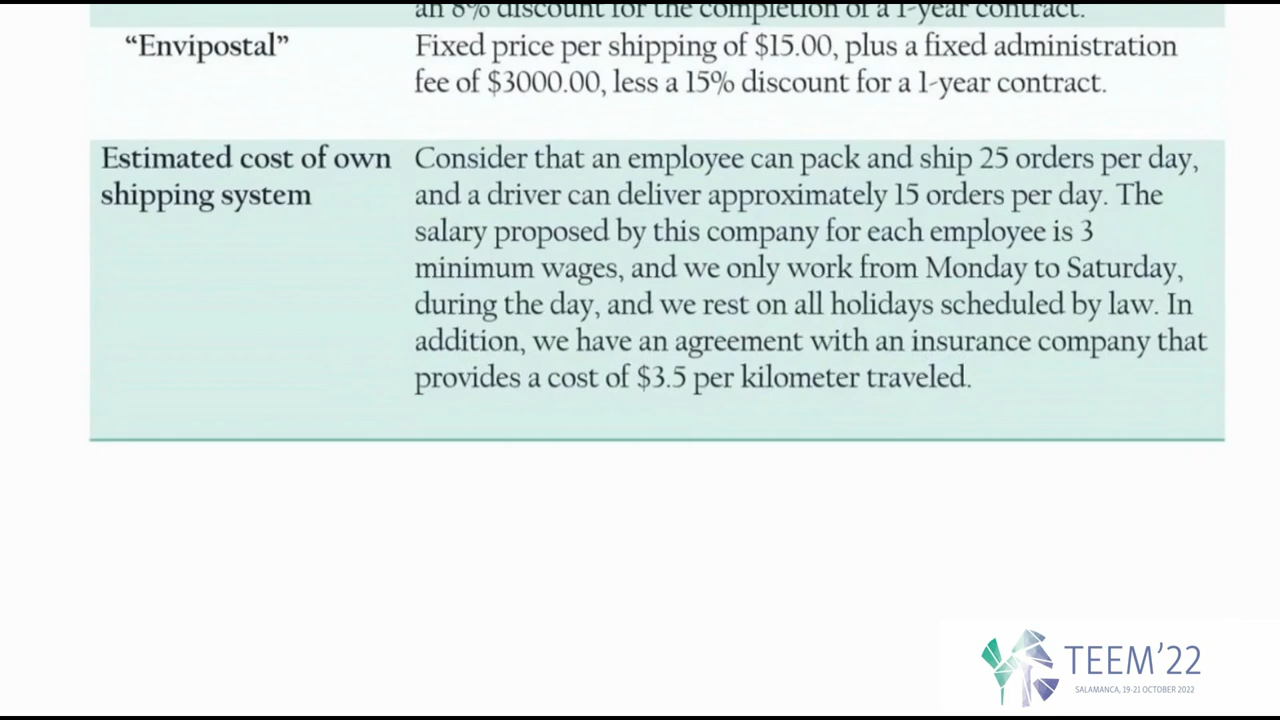 an 8% discount for the completion of a 1-year contract.
“Envipostal”
Fixed price per shipping of $15.00, plus a fixed administration
fee of $3000.00, less a 15% discount for a 1-year contract.
Estimated cost of own
shipping system
Consider that an employee can pack and ship 25 orders per day,
and a driver can deliver approximately 15 orders per day. The
salary proposed by this company for each employee is 3
minimum wages, and we only work from Monday to Saturday,
during the day, and we rest on all holidays scheduled by law. In
addition, we have an agreement with an insurance company that
provides a cost of $3.5 per kilometer traveled.
TEEM’22
SALAMANCA, 19-21 OCTOBER 2022